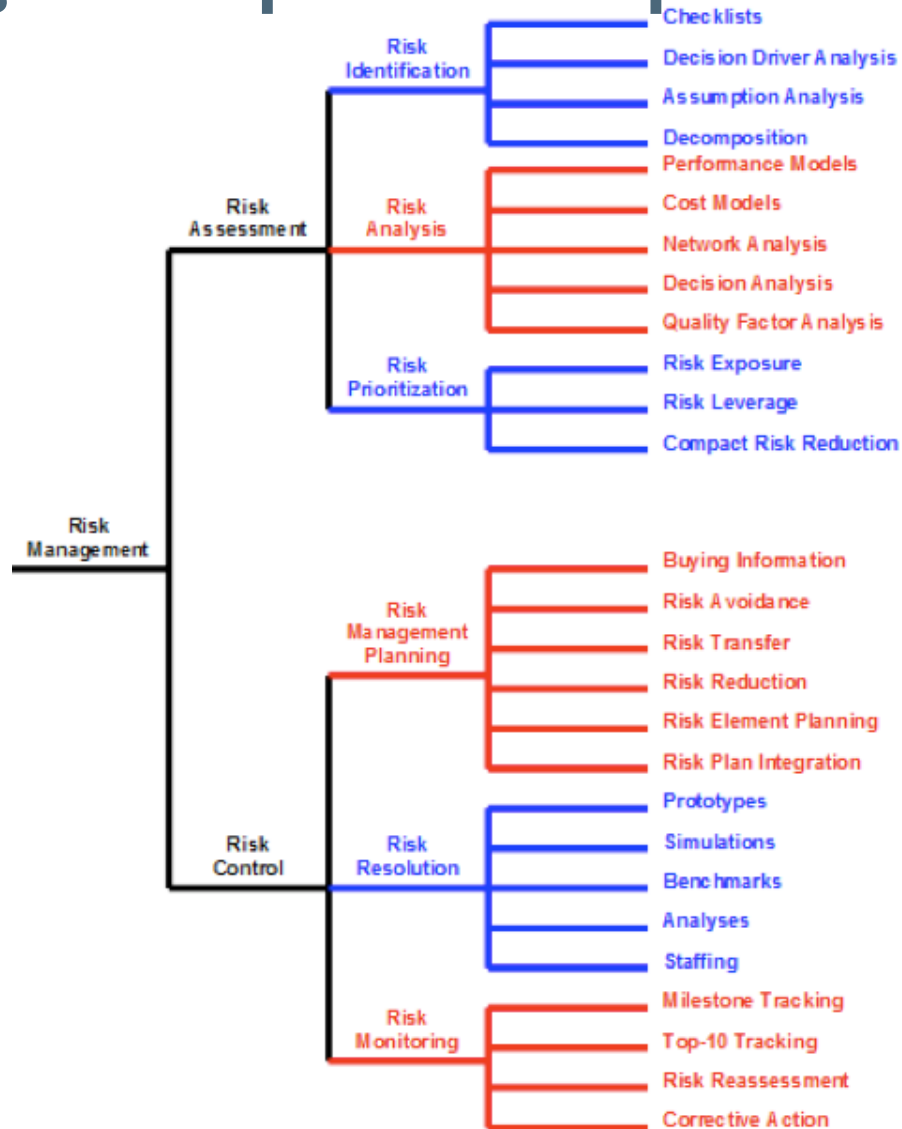 Checklists
Risk
Identification
Decision Driver Analysis
Assumption Analysis
Decomposition
Performance Models
Risk
Assessment
Risk
Analysis
Cost Models
Network Analysis
Decision Analysis
Quality Factor Analysis
Risk
Prioritization
Risk Exposure
Risk Leverage
Compact Risk Reduction
Risk
Management
Buying Information
Risk
Management
Planning
Risk Avoidance
Risk Transfer
Risk Reduction
Risk Element Planning
Risk Plan Integration
Prototypes
Risk
Control
Risk
Resolution
Simulations
Benchmarks
Analyses
Staffing
Risk
Monitoring
Milestone Tracking
Top-10 Tracking
Risk Reassessment
Corrective Action